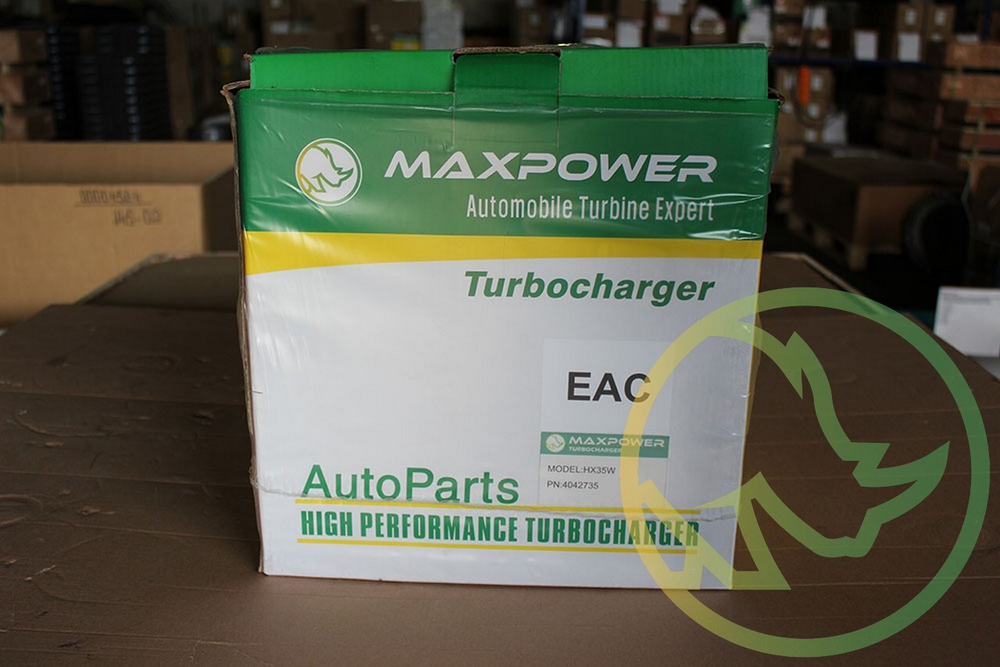 MAXPOWER
Automobile Turbine Expert
Turbocharger
EAC
MAXPOWER
TURBOCHARGER
MODEL:HX35W
PN:4042735
AutoParts
HIGH PERFORMANCE TURBOCHARGER